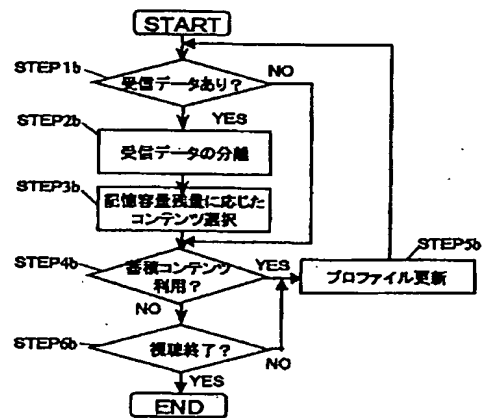 START
STEP1b
受信データあり?
NO
YES
STEP2b
受信データの分離
STEP3b
記憶容量残量に応じた
コンテンツ選択
STEP4b
蓄積コンテンツ
利用?
YES
STEP5b
プロファイル更新
NO
STEP6b
視聴終了?
NO
YES
END